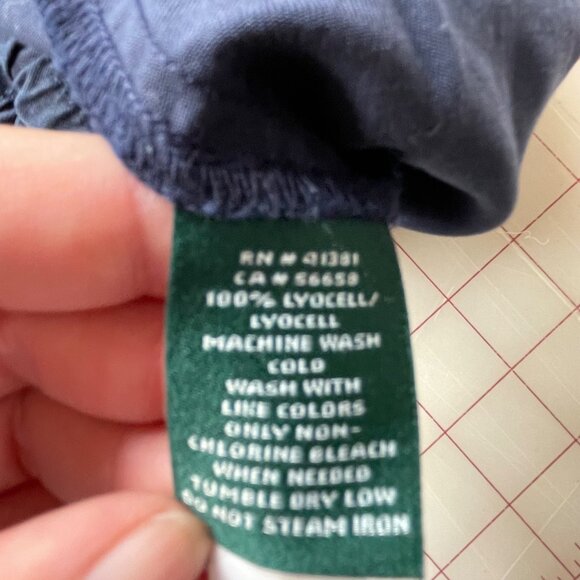 RN # 41381
CA # 56658
100% LYOCELL/
LYOCELL
MACHINE WASH
COLD
WASH WITH
LIKE COLORS
ONLY NON-
CHLORINE BLEACH
WHEN NEEDED
TUMBLE DRY LOW
DO NOT STEAM IRON